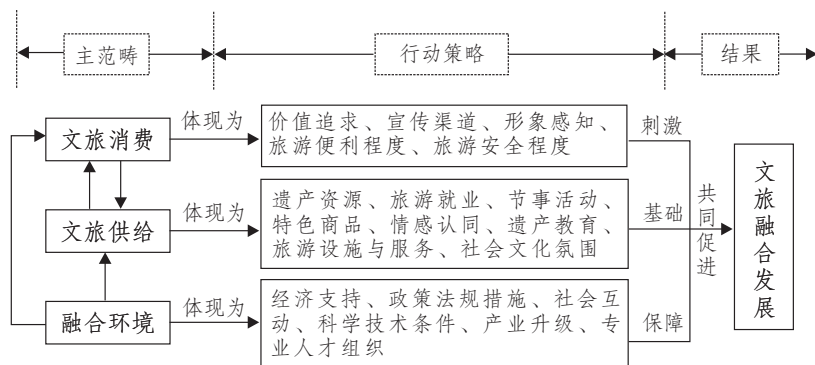 主范畴
行动策略
结果
文旅消费
体现为
价值追求、宣传渠道、形象感知、
旅游便利程度、旅游安全程度
刺激
文旅供给
体现为
遗产资源、旅游就业、节事活动、
特色商品、情感认同、遗产教育、
旅游设施与服务、社会文化氛围
基础
融合环境
体现为
经济支持、政策法规措施、社会互
动、科学技术条件、产业升级、专
业人才组织
保障
共同促进
文旅融合发展